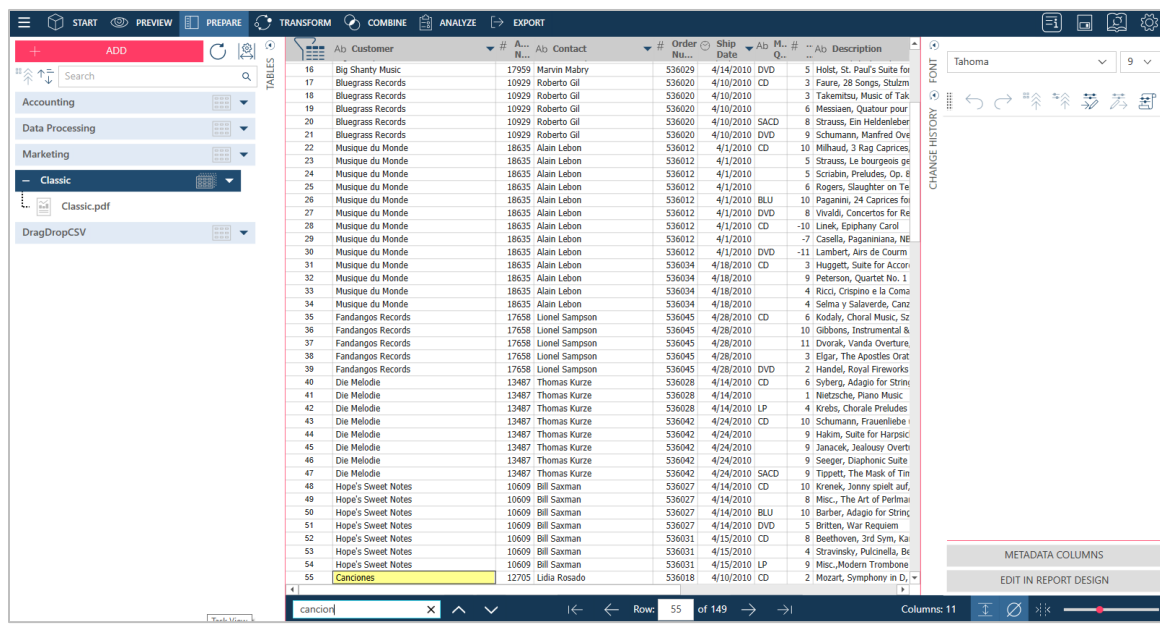 START PREVIEW PREPARE TRANSFORM COMBINE ANALYZE EXPORT
+ ADD
Search
Accounting
Data Processing
Marketing
– Classic
Classic.pdf
DragDropCSV
TABLES
Ab Customer # A... N... Ab Contact # Order Nu... Ship Date Ab M.. Q.. # .. Ab Description
16 Big Shanty Music 17959 Marvin Mabry 536029 4/14/2010 DVD 5 Holst, St. Paul's Suite for
17 Bluegrass Records 10929 Roberto Gil 536020 4/10/2010 CD 3 Faure, 28 Songs, Stulzm
18 Bluegrass Records 10929 Roberto Gil 536020 4/10/2010 3 Takemitsu, Music of Tak
19 Bluegrass Records 10929 Roberto Gil 536020 4/10/2010 6 Messiaen, Quatour pour
20 Bluegrass Records 10929 Roberto Gil 536020 4/10/2010 SACD 8 Strauss, Ein Heldenleber
21 Bluegrass Records 10929 Roberto Gil 536020 4/10/2010 DVD 9 Schumann, Manfred Ove
22 Musique du Monde 18635 Alain Lebon 536012 4/1/2010 CD 10 Milhaud, 3 Rag Caprices,
23 Musique du Monde 18635 Alain Lebon 536012 4/1/2010 5 Strauss, Le bourgeois ge
24 Musique du Monde 18635 Alain Lebon 536012 4/1/2010 5 Scriabin, Preludes, Op. 8
25 Musique du Monde 18635 Alain Lebon 536012 4/1/2010 6 Rogers, Slaughter on Te
26 Musique du Monde 18635 Alain Lebon 536012 4/1/2010 BLU 10 Paganini, 24 Caprices for
27 Musique du Monde 18635 Alain Lebon 536012 4/1/2010 DVD 8 Vivaldi, Concertos for Re
28 Musique du Monde 18635 Alain Lebon 536012 4/1/2010 CD -10 Linek, Epiphany Carol
29 Musique du Monde 18635 Alain Lebon 536012 4/1/2010 -7 Casella, Paganiniana, NB
30 Musique du Monde 18635 Alain Lebon 536012 4/1/2010 DVD -11 Lambert, Airs de Courm
31 Musique du Monde 18635 Alain Lebon 536034 4/18/2010 CD 3 Huggett, Suite for Accor
32 Musique du Monde 18635 Alain Lebon 536034 4/18/2010 9 Peterson, Quartet No. 1
33 Musique du Monde 18635 Alain Lebon 536034 4/18/2010 4 Ricci, Crispino e la Coma
34 Musique du Monde 18635 Alain Lebon 536034 4/18/2010 4 Selma y Salaverde, Canz
35 Fandangos Records 17658 Lionel Sampson 536045 4/28/2010 CD 6 Kodaly, Choral Music, Sz
36 Fandangos Records 17658 Lionel Sampson 536045 4/28/2010 10 Gibbons, Instrumental &
37 Fandangos Records 17658 Lionel Sampson 536045 4/28/2010 11 Dvorak, Vanda Overture,
38 Fandangos Records 17658 Lionel Sampson 536045 4/28/2010 3 Elgar, The Apostles Orat
39 Fandangos Records 17658 Lionel Sampson 536045 4/28/2010 DVD 2 Handel, Royal Fireworks
40 Die Melodie 13487 Thomas Kurze 536028 4/14/2010 CD 6 Syberg, Adagio for String
41 Die Melodie 13487 Thomas Kurze 536028 4/14/2010 1 Nietzsche, Piano Music
42 Die Melodie 13487 Thomas Kurze 536028 4/14/2010 LP 4 Krebs, Chorale Preludes
43 Die Melodie 13487 Thomas Kurze 536042 4/24/2010 CD 10 Schumann, Frauenliebe
44 Die Melodie 13487 Thomas Kurze 536042 4/24/2010 9 Hakim, Suite for Harpsic
45 Die Melodie 13487 Thomas Kurze 536042 4/24/2010 9 Janacek, Jealousy Overt
46 Die Melodie 13487 Thomas Kurze 536042 4/24/2010 9 Seeger, Diaphonic Suite
47 Die Melodie 13487 Thomas Kurze 536042 4/24/2010 SACD 9 Tippett, The Mask of Tim
48 Hope's Sweet Notes 10609 Bill Saxman 536027 4/14/2010 CD 10 Krenek, Jonny spielt auf,
49 Hope's Sweet Notes 10609 Bill Saxman 536027 4/14/2010 8 Misc., The Art of Perlma
50 Hope's Sweet Notes 10609 Bill Saxman 536027 4/14/2010 BLU 10 Barber, Adagio for String
51 Hope's Sweet Notes 10609 Bill Saxman 536027 4/14/2010 DVD 5 Britten, War Requiem
52 Hope's Sweet Notes 10609 Bill Saxman 536031 4/15/2010 CD 8 Beethoven, 3rd Sym, Ka
53 Hope's Sweet Notes 10609 Bill Saxman 536031 4/15/2010 4 Stravinsky, Pulcinella, Be
54 Hope's Sweet Notes 10609 Bill Saxman 536031 4/15/2010 LP 9 Misc.,Modern Trombone
55 Canciones 12705 Lidia Rosado 536018 4/10/2010 CD 2 Mozart, Symphony in D,
cancion
Row: 55 of 149
Columns: 11
FONT
Tahoma 9
CHANGE HISTORY
METADATA COLUMNS
EDIT IN REPORT DESIGN